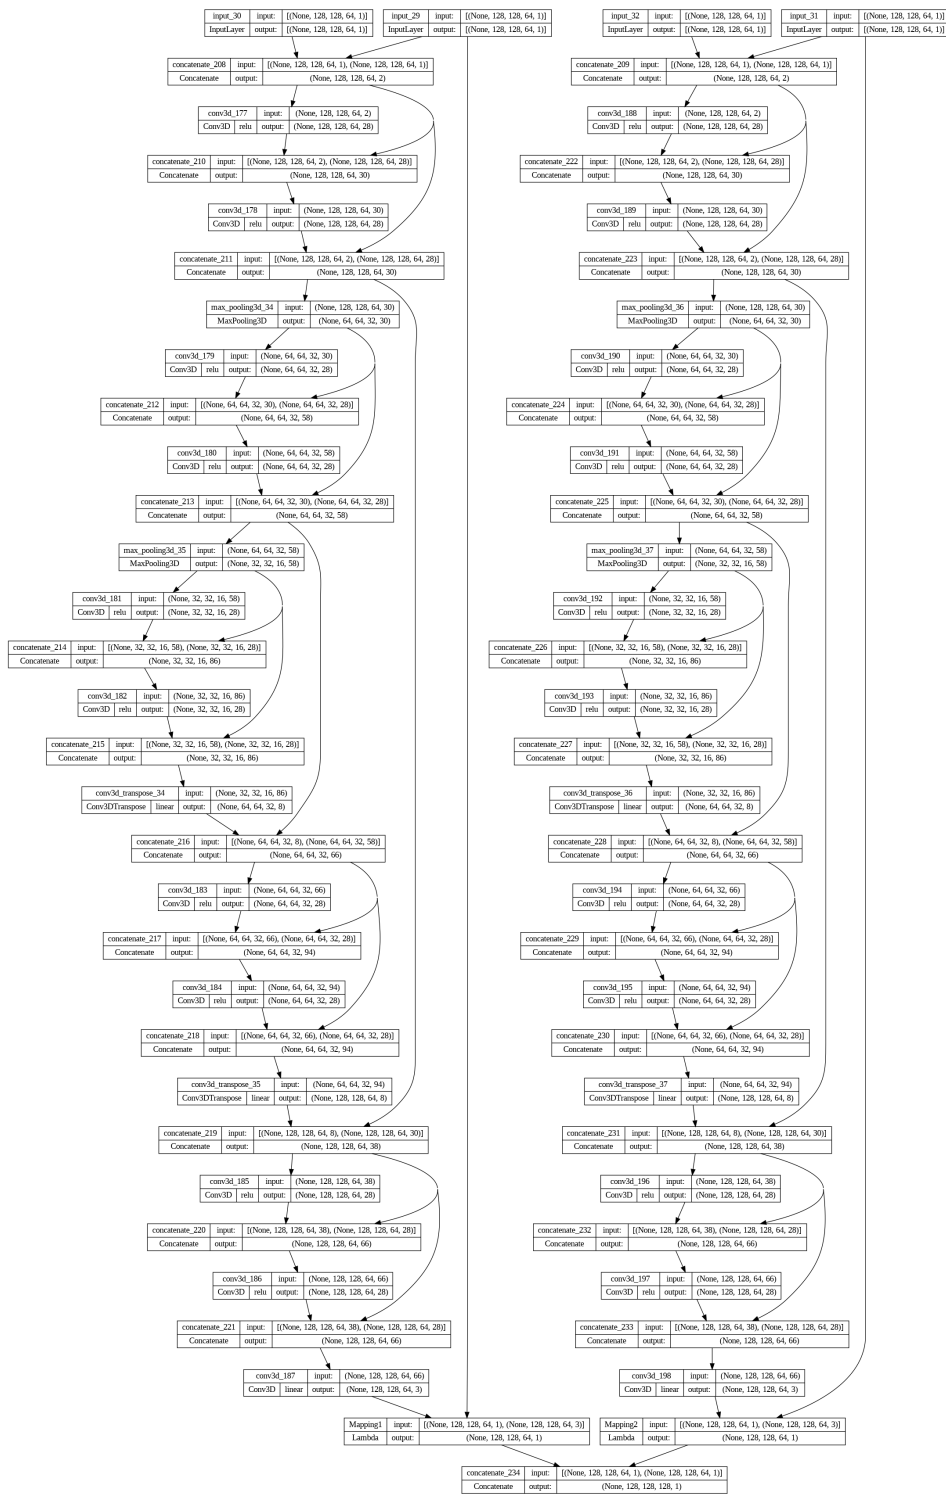 input_30 input: [(None, 128, 128, 64, 1)]
InputLayer output: [(None, 128, 128, 64, 1)]
input_29 input: [(None, 128, 128, 64, 1)]
InputLayer output: [(None, 128, 128, 64, 1)]
concatenate_208 input: [(None, 128, 128, 64, 1), (None, 128, 128, 64, 1)]
Concatenate output: (None, 128, 128, 64, 2)
conv3d_177 input: (None, 128, 128, 64, 2)
Conv3D relu output: (None, 128, 128, 64, 28)
concatenate_210 input: [(None, 128, 128, 64, 2), (None, 128, 128, 64, 28)]
Concatenate output: (None, 128, 128, 64, 30)
conv3d_178 input: (None, 128, 128, 64, 30)
Conv3D relu output: (None, 128, 128, 64, 28)
concatenate_211 input: [(None, 128, 128, 64, 2), (None, 128, 128, 64, 28)]
Concatenate output: (None, 128, 128, 64, 30)
max_pooling3d_34 input: (None, 128, 128, 64, 30)
MaxPooling3D output: (None, 64, 64, 32, 30)
conv3d_179 input: (None, 64, 64, 32, 30)
Conv3D relu output: (None, 64, 64, 32, 28)
concatenate_212 input: [(None, 64, 64, 32, 30), (None, 64, 64, 32, 28)]
Concatenate output: (None, 64, 64, 32, 58)
conv3d_180 input: (None, 64, 64, 32, 58)
Conv3D relu output: (None, 64, 64, 32, 28)
concatenate_213 input: [(None, 64, 64, 32, 30), (None, 64, 64, 32, 28)]
Concatenate output: (None, 64, 64, 32, 58)
max_pooling3d_35 input: (None, 64, 64, 32, 58)
MaxPooling3D output: (None, 32, 32, 16, 58)
conv3d_181 input: (None, 32, 32, 16, 58)
Conv3D relu output: (None, 32, 32, 16, 28)
concatenate_214 input: [(None, 32, 32, 16, 58), (None, 32, 32, 16, 28)]
Concatenate output: (None, 32, 32, 16, 86)
conv3d_182 input: (None, 32, 32, 16, 86)
Conv3D relu output: (None, 32, 32, 16, 28)
concatenate_215 input: [(None, 32, 32, 16, 58), (None, 32, 32, 16, 28)]
Concatenate output: (None, 32, 32, 16, 86)
conv3d_transpose_34 input: (None, 32, 32, 16, 86)
Conv3DTranspose linear output: (None, 64, 64, 32, 8)
concatenate_216 input: [(None, 64, 64, 32, 8), (None, 64, 64, 32, 58)]
Concatenate output: (None, 64, 64, 32, 66)
conv3d_183 input: (None, 64, 64, 32, 66)
Conv3D relu output: (None, 64, 64, 32, 28)
concatenate_217 input: [(None, 64, 64, 32, 66), (None, 64, 64, 32, 28)]
Concatenate output: (None, 64, 64, 32, 94)
conv3d_184 input: (None, 64, 64, 32, 94)
Conv3D relu output: (None, 64, 64, 32, 28)
concatenate_218 input: [(None, 64, 64, 32, 66), (None, 64, 64, 32, 28)]
Concatenate output: (None, 64, 64, 32, 94)
conv3d_transpose_35 input: (None, 64, 64, 32, 94)
Conv3DTranspose linear output: (None, 128, 128, 64, 8)
concatenate_219 input: [(None, 128, 128, 64, 8), (None, 128, 128, 64, 30)]
Concatenate output: (None, 128, 128, 64, 38)
conv3d_185 input: (None, 128, 128, 64, 38)
Conv3D relu output: (None, 128, 128, 64, 28)
concatenate_220 input: [(None, 128, 128, 64, 38), (None, 128, 128, 64, 28)]
Concatenate output: (None, 128, 128, 64, 66)
conv3d_186 input: (None, 128, 128, 64, 66)
Conv3D relu output: (None, 128, 128, 64, 28)
concatenate_221 input: [(None, 128, 128, 64, 38), (None, 128, 128, 64, 28)]
Concatenate output: (None, 128, 128, 64, 66)
conv3d_187 input: (None, 128, 128, 64, 66)
Conv3D linear output: (None, 128, 128, 64, 3)
Mapping1 input: [(None, 128, 128, 64, 1), (None, 128, 128, 64, 3)]
Lambda output: (None, 128, 128, 64, 1)
input_32 input: [(None, 128, 128, 64, 1)]
InputLayer output: [(None, 128, 128, 64, 1)]
input_31 input: [(None, 128, 128, 64, 1)]
InputLayer output: [(None, 128, 128, 64, 1)]
concatenate_209 input: [(None, 128, 128, 64, 1), (None, 128, 128, 64, 1)]
Concatenate output: (None, 128, 128, 64, 2)
conv3d_188 input: (None, 128, 128, 64, 2)
Conv3D relu output: (None, 128, 128, 64, 28)
concatenate_222 input: [(None, 128, 128, 64, 2), (None, 128, 128, 64, 28)]
Concatenate output: (None, 128, 128, 64, 30)
conv3d_189 input: (None, 128, 128, 64, 30)
Conv3D relu output: (None, 128, 128, 64, 28)
concatenate_223 input: [(None, 128, 128, 64, 2), (None, 128, 128, 64, 28)]
Concatenate output: (None, 128, 128, 64, 30)
max_pooling3d_36 input: (None, 128, 128, 64, 30)
MaxPooling3D output: (None, 64, 64, 32, 30)
conv3d_190 input: (None, 64, 64, 32, 30)
Conv3D relu output: (None, 64, 64, 32, 28)
concatenate_224 input: [(None, 64, 64, 32, 30), (None, 64, 64, 32, 28)]
Concatenate output: (None, 64, 64, 32, 58)
conv3d_191 input: (None, 64, 64, 32, 58)
Conv3D relu output: (None, 64, 64, 32, 28)
concatenate_225 input: [(None, 64, 64, 32, 30), (None, 64, 64, 32, 28)]
Concatenate output: (None, 64, 64, 32, 58)
max_pooling3d_37 input: (None, 64, 64, 32, 58)
MaxPooling3D output: (None, 32, 32, 16, 58)
conv3d_192 input: (None, 32, 32, 16, 58)
Conv3D relu output: (None, 32, 32, 16, 28)
concatenate_226 input: [(None, 32, 32, 16, 58), (None, 32, 32, 16, 28)]
Concatenate output: (None, 32, 32, 16, 86)
conv3d_193 input: (None, 32, 32, 16, 86)
Conv3D relu output: (None, 32, 32, 16, 28)
concatenate_227 input: [(None, 32, 32, 16, 58), (None, 32, 32, 16, 28)]
Concatenate output: (None, 32, 32, 16, 86)
conv3d_transpose_36 input: (None, 32, 32, 16, 86)
Conv3DTranspose linear output: (None, 64, 64, 32, 8)
concatenate_228 input: [(None, 64, 64, 32, 8), (None, 64, 64, 32, 58)]
Concatenate output: (None, 64, 64, 32, 66)
conv3d_194 input: (None, 64, 64, 32, 66)
Conv3D relu output: (None, 64, 64, 32, 28)
concatenate_229 input: [(None, 64, 64, 32, 66), (None, 64, 64, 32, 28)]
Concatenate output: (None, 64, 64, 32, 94)
conv3d_195 input: (None, 64, 64, 32, 94)
Conv3D relu output: (None, 64, 64, 32, 28)
concatenate_230 input: [(None, 64, 64, 32, 66), (None, 64, 64, 32, 28)]
Concatenate output: (None, 64, 64, 32, 94)
conv3d_transpose_37 input: (None, 64, 64, 32, 94)
Conv3DTranspose linear output: (None, 128, 128, 64, 8)
concatenate_231 input: [(None, 128, 128, 64, 8), (None, 128, 128, 64, 30)]
Concatenate output: (None, 128, 128, 64, 38)
conv3d_196 input: (None, 128, 128, 64, 38)
Conv3D relu output: (None, 128, 128, 64, 28)
concatenate_232 input: [(None, 128, 128, 64, 38), (None, 128, 128, 64, 28)]
Concatenate output: (None, 128, 128, 64, 66)
conv3d_197 input: (None, 128, 128, 64, 66)
Conv3D relu output: (None, 128, 128, 64, 28)
concatenate_233 input: [(None, 128, 128, 64, 38), (None, 128, 128, 64, 28)]
Concatenate output: (None, 128, 128, 64, 66)
conv3d_198 input: (None, 128, 128, 64, 66)
Conv3D linear output: (None, 128, 128, 64, 3)
Mapping2 input: [(None, 128, 128, 64, 1), (None, 128, 128, 64, 3)]
Lambda output: (None, 128, 128, 64, 1)
concatenate_234 input: [(None, 128, 128, 64, 1), (None, 128, 128, 64, 1)]
Concatenate output: (None, 128, 128, 128, 1)